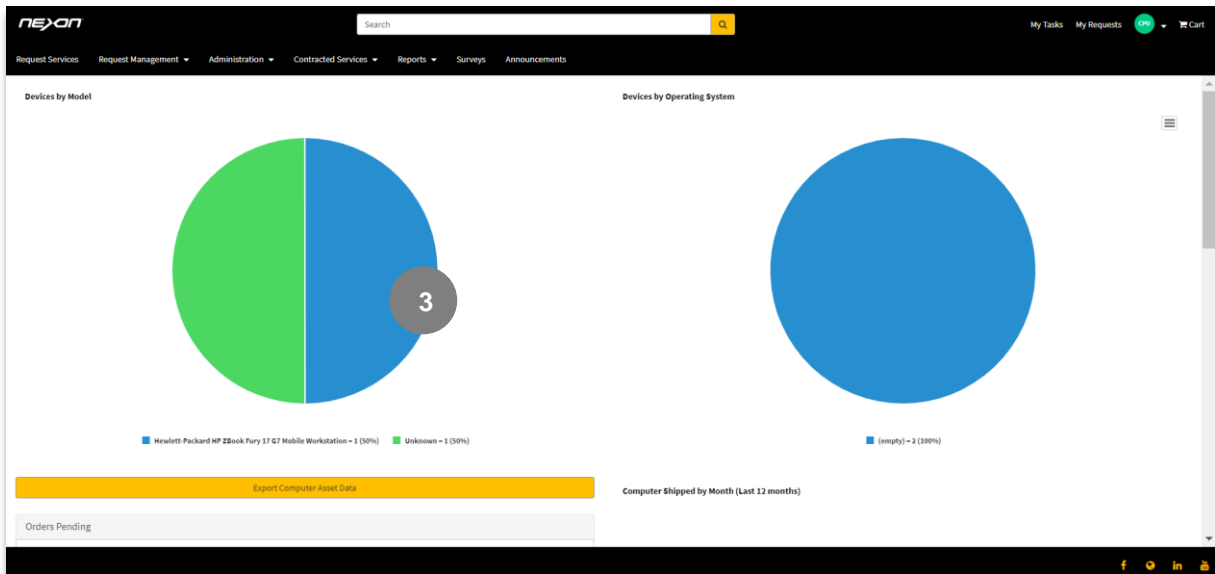 nexon
Search
My Tasks My Requests CPU Cart
Request Services Request Management Administration Contracted Services Reports Surveys Announcements
Devices by Model
Devices by Operating System
3
Hewlett-Packard HP ZBook Fury 17 G7 Mobile Workstation = 1 (50%) Unknown = 1 (50%)
(empty) = 2 (100%)
Export Computer Asset Data
Computer Shipped by Month (Last 12 months)
Orders Pending